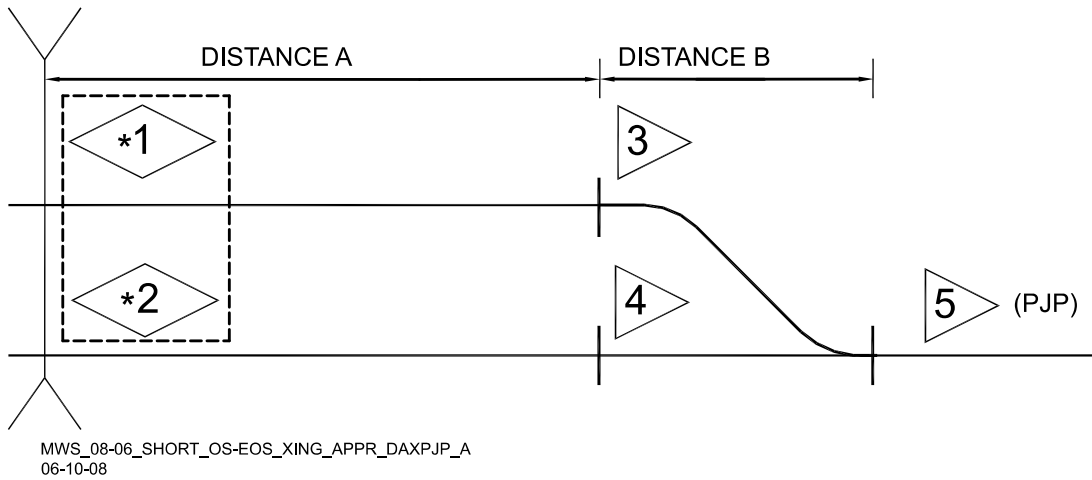 DISTANCE A
DISTANCE B
*1
3
*2
4
5
(PJP)
MWS_08-06_SHORT_OS-EOS_XING_APPR_DAXPJP_A
06-10-08